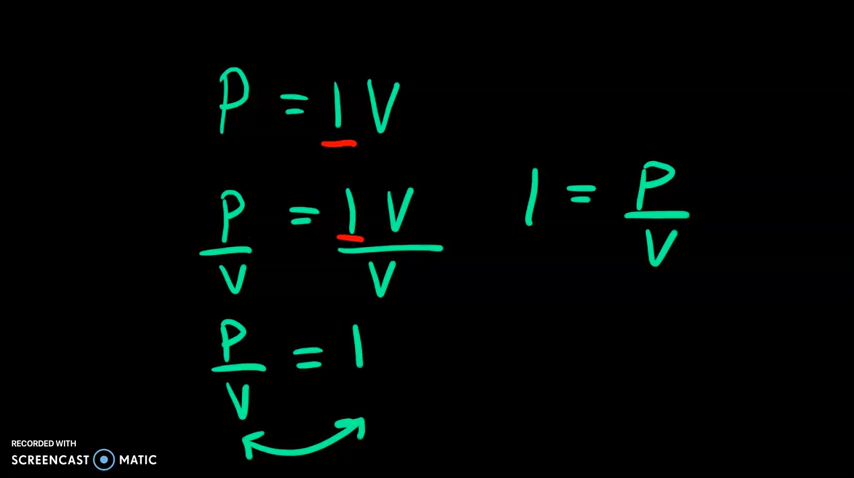 P = I V
P/V = I V/V
P/V = I
I = P/V
RECORDED WITH
SCREENCAST MATIC